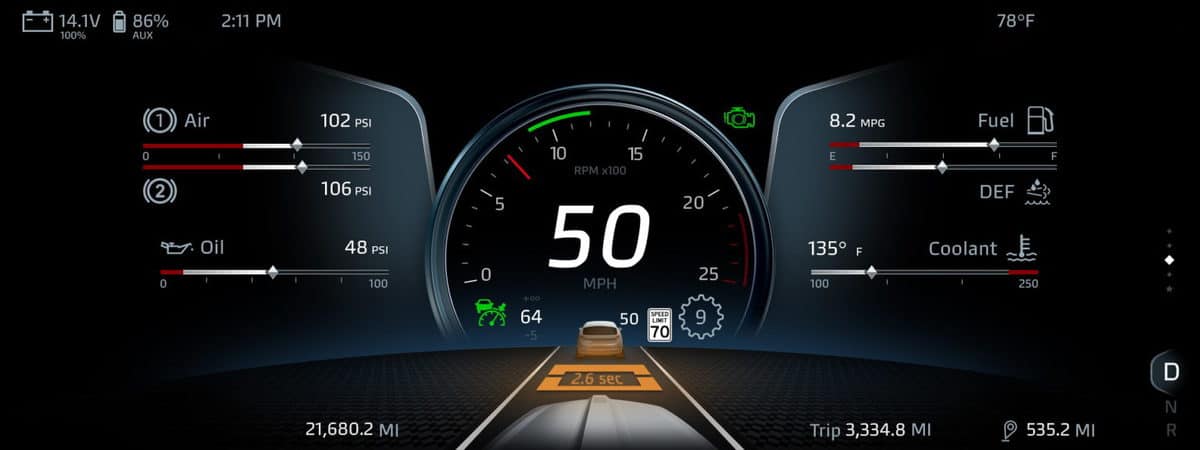 14.1V 86% 2:11 PM 78°F
100% AUX
1 Air 102 PSI
0 150
2 106 PSI
Oil 48 PSI
0 100
0 5 10 15 20 25
RPM x100
50
MPH
+∞
64
-5
50
SPEED
LIMIT
70
9
2.6 sec
8.2 MPG Fuel
E F
DEF
135° F Coolant
100 250
D
N
R
21,680.2 MI Trip 3,334.8 MI 535.2 MI